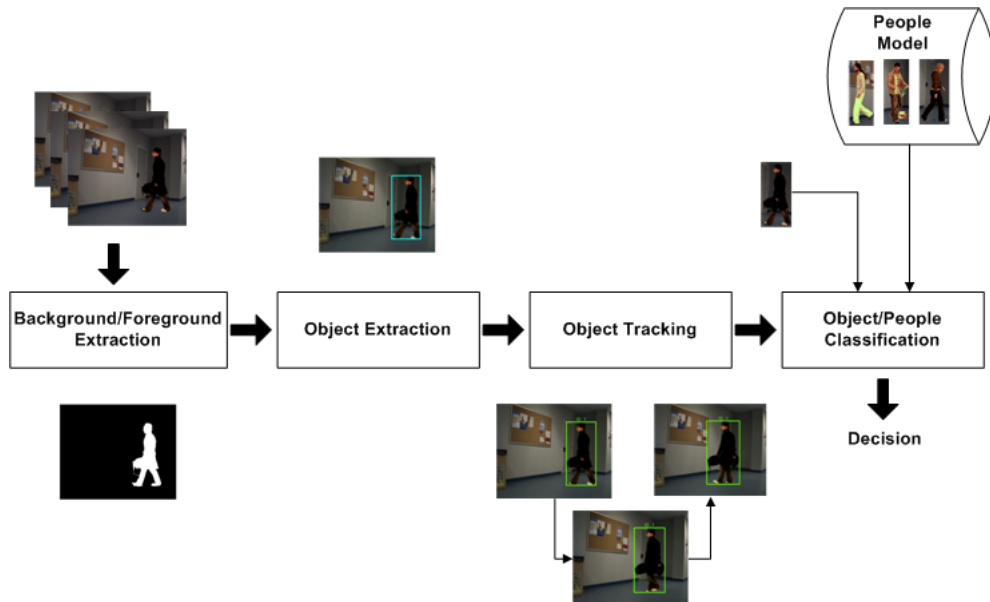 People
Model
Background/Foreground
Extraction
Object Extraction
Object Tracking
Object/People
Classification
Decision